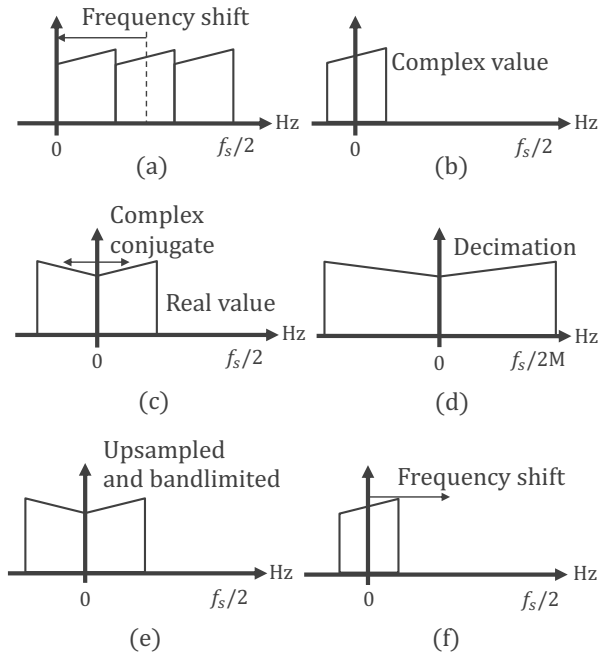 Frequency shift
Hz
0
f_s/2
(a)
Complex value
Hz
0
f_s/2
(b)
Complex
conjugate
Real value
Hz
0
f_s/2
(c)
Decimation
Hz
0
f_s/2M
(d)
Upsampled
and bandlimited
Hz
0
f_s/2
(e)
Frequency shift
Hz
0
f_s/2
(f)